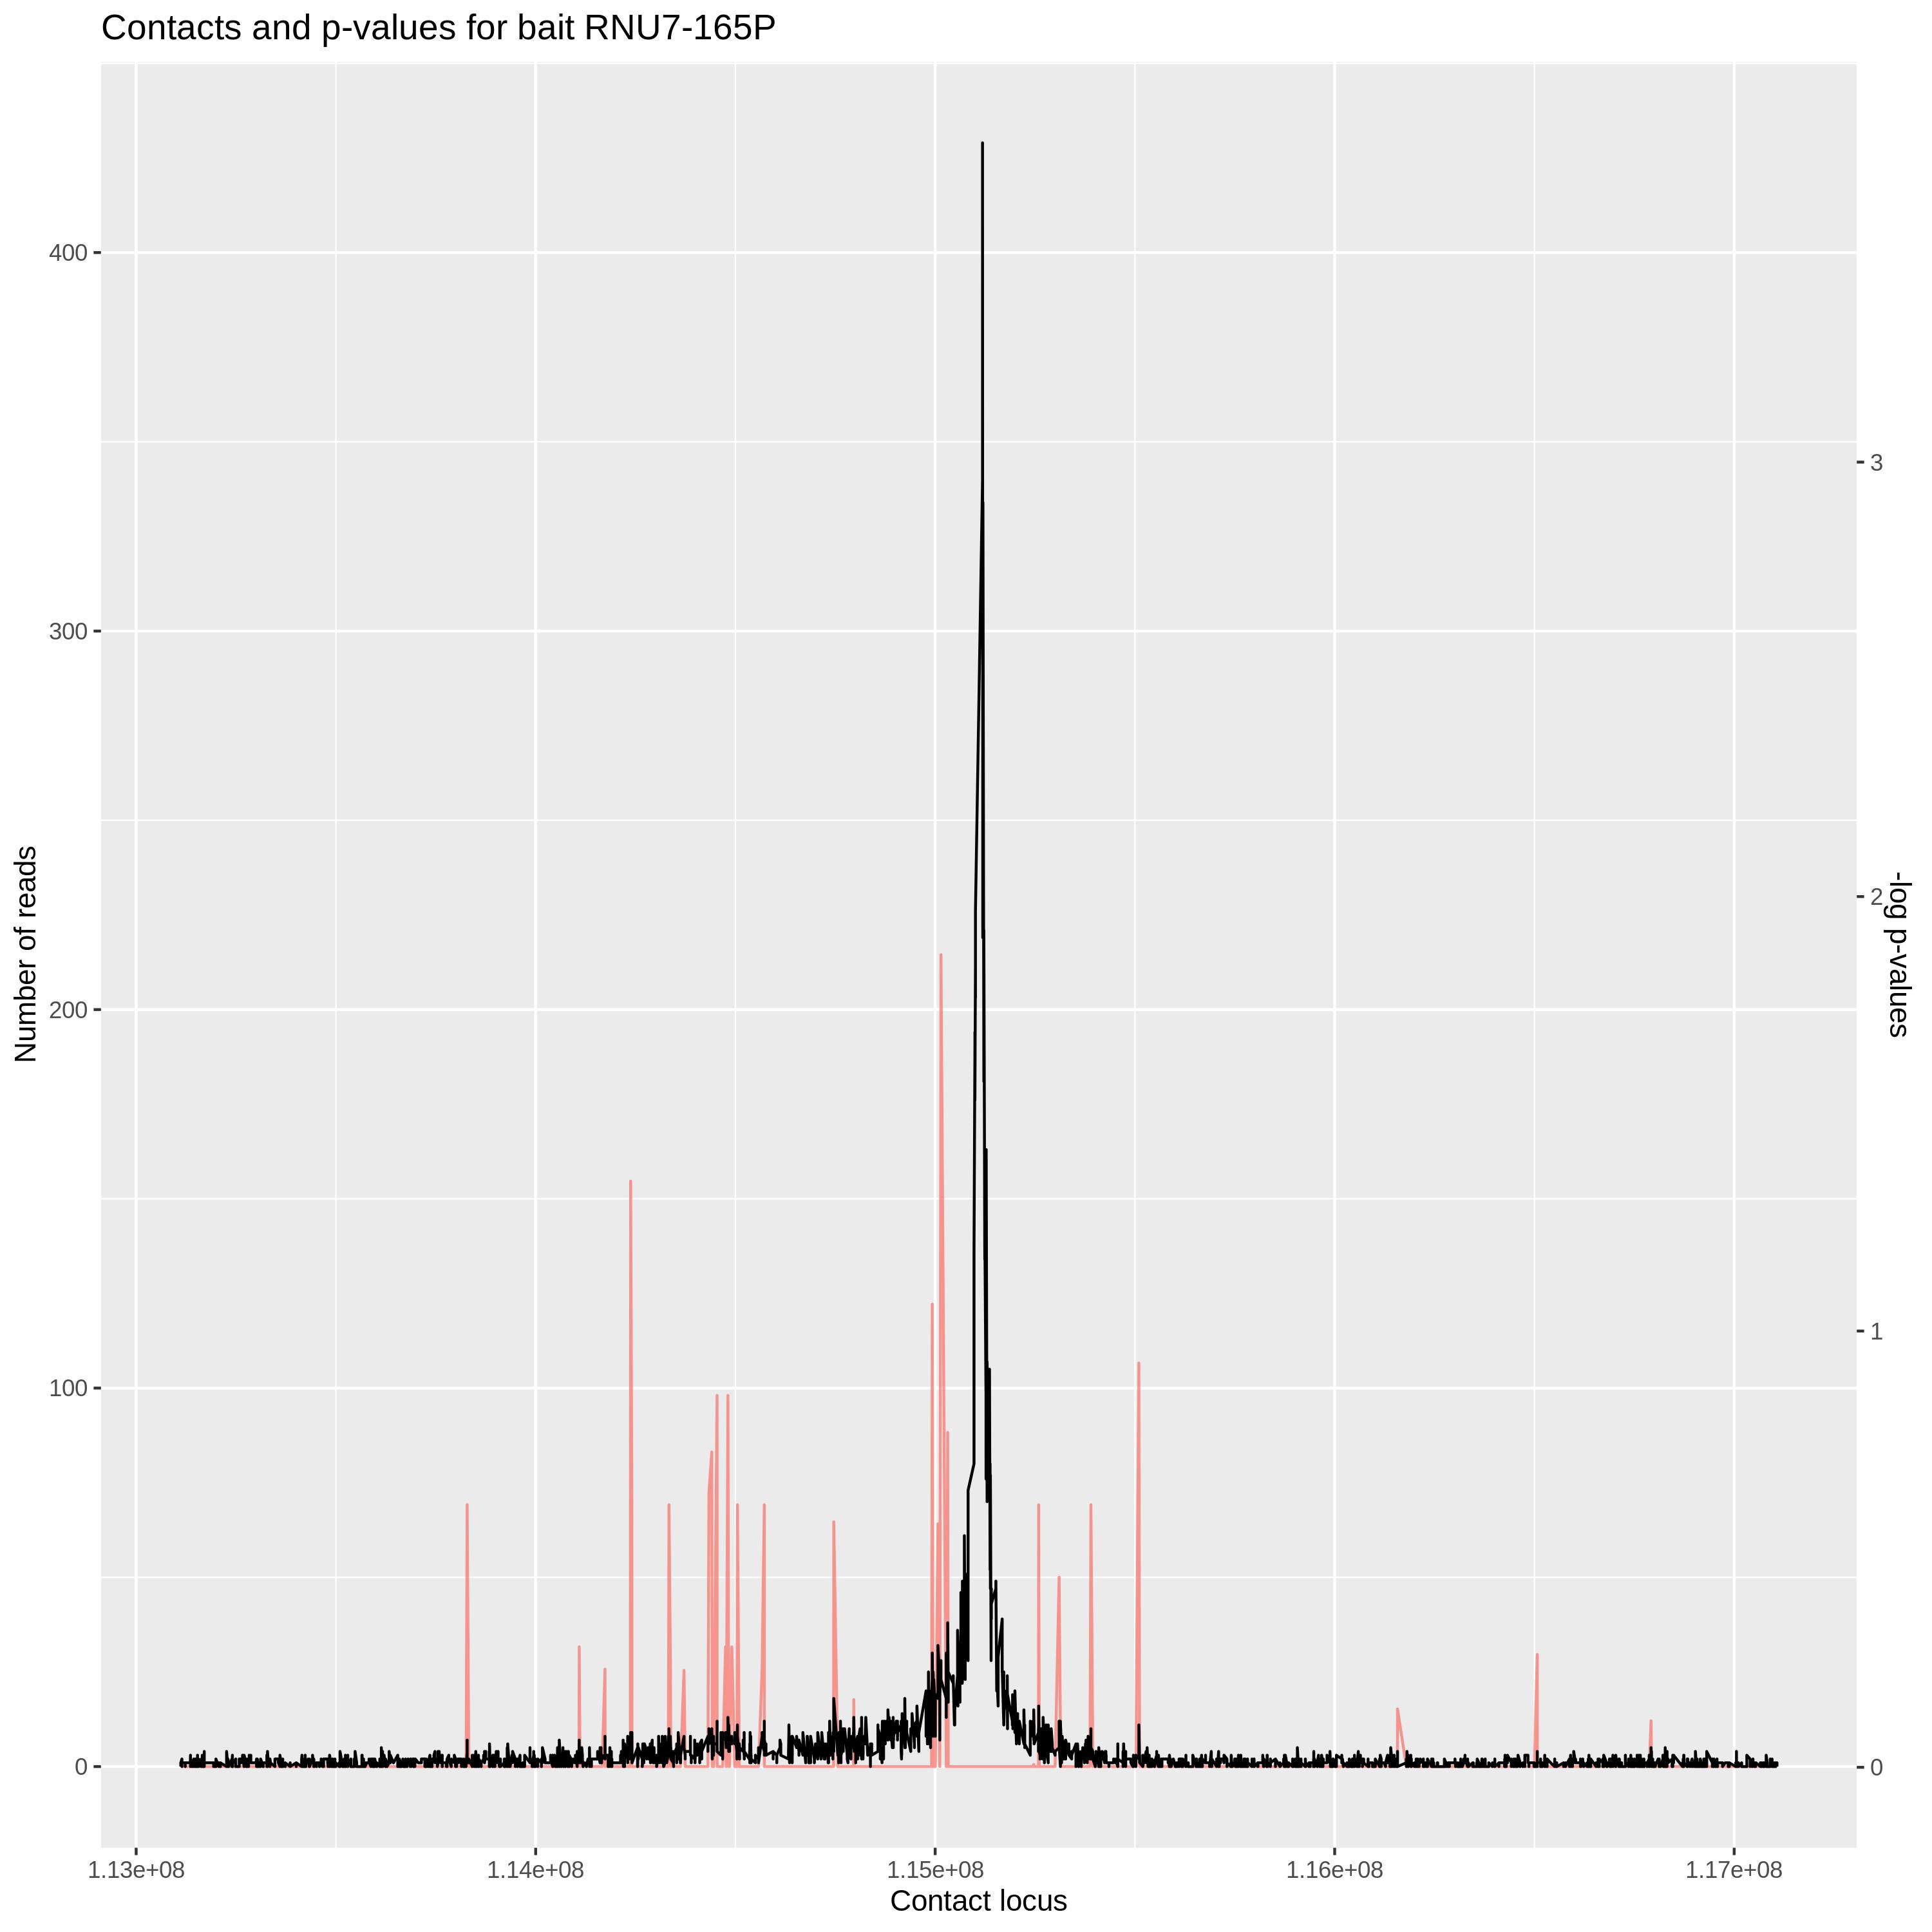 Contacts and p-values for bait RNU7-165P
Number of reads
400
300
200
100
0
3
2
1
0
-log p-values
1.13e+08
1.14e+08
1.15e+08
1.16e+08
1.17e+08
Contact locus